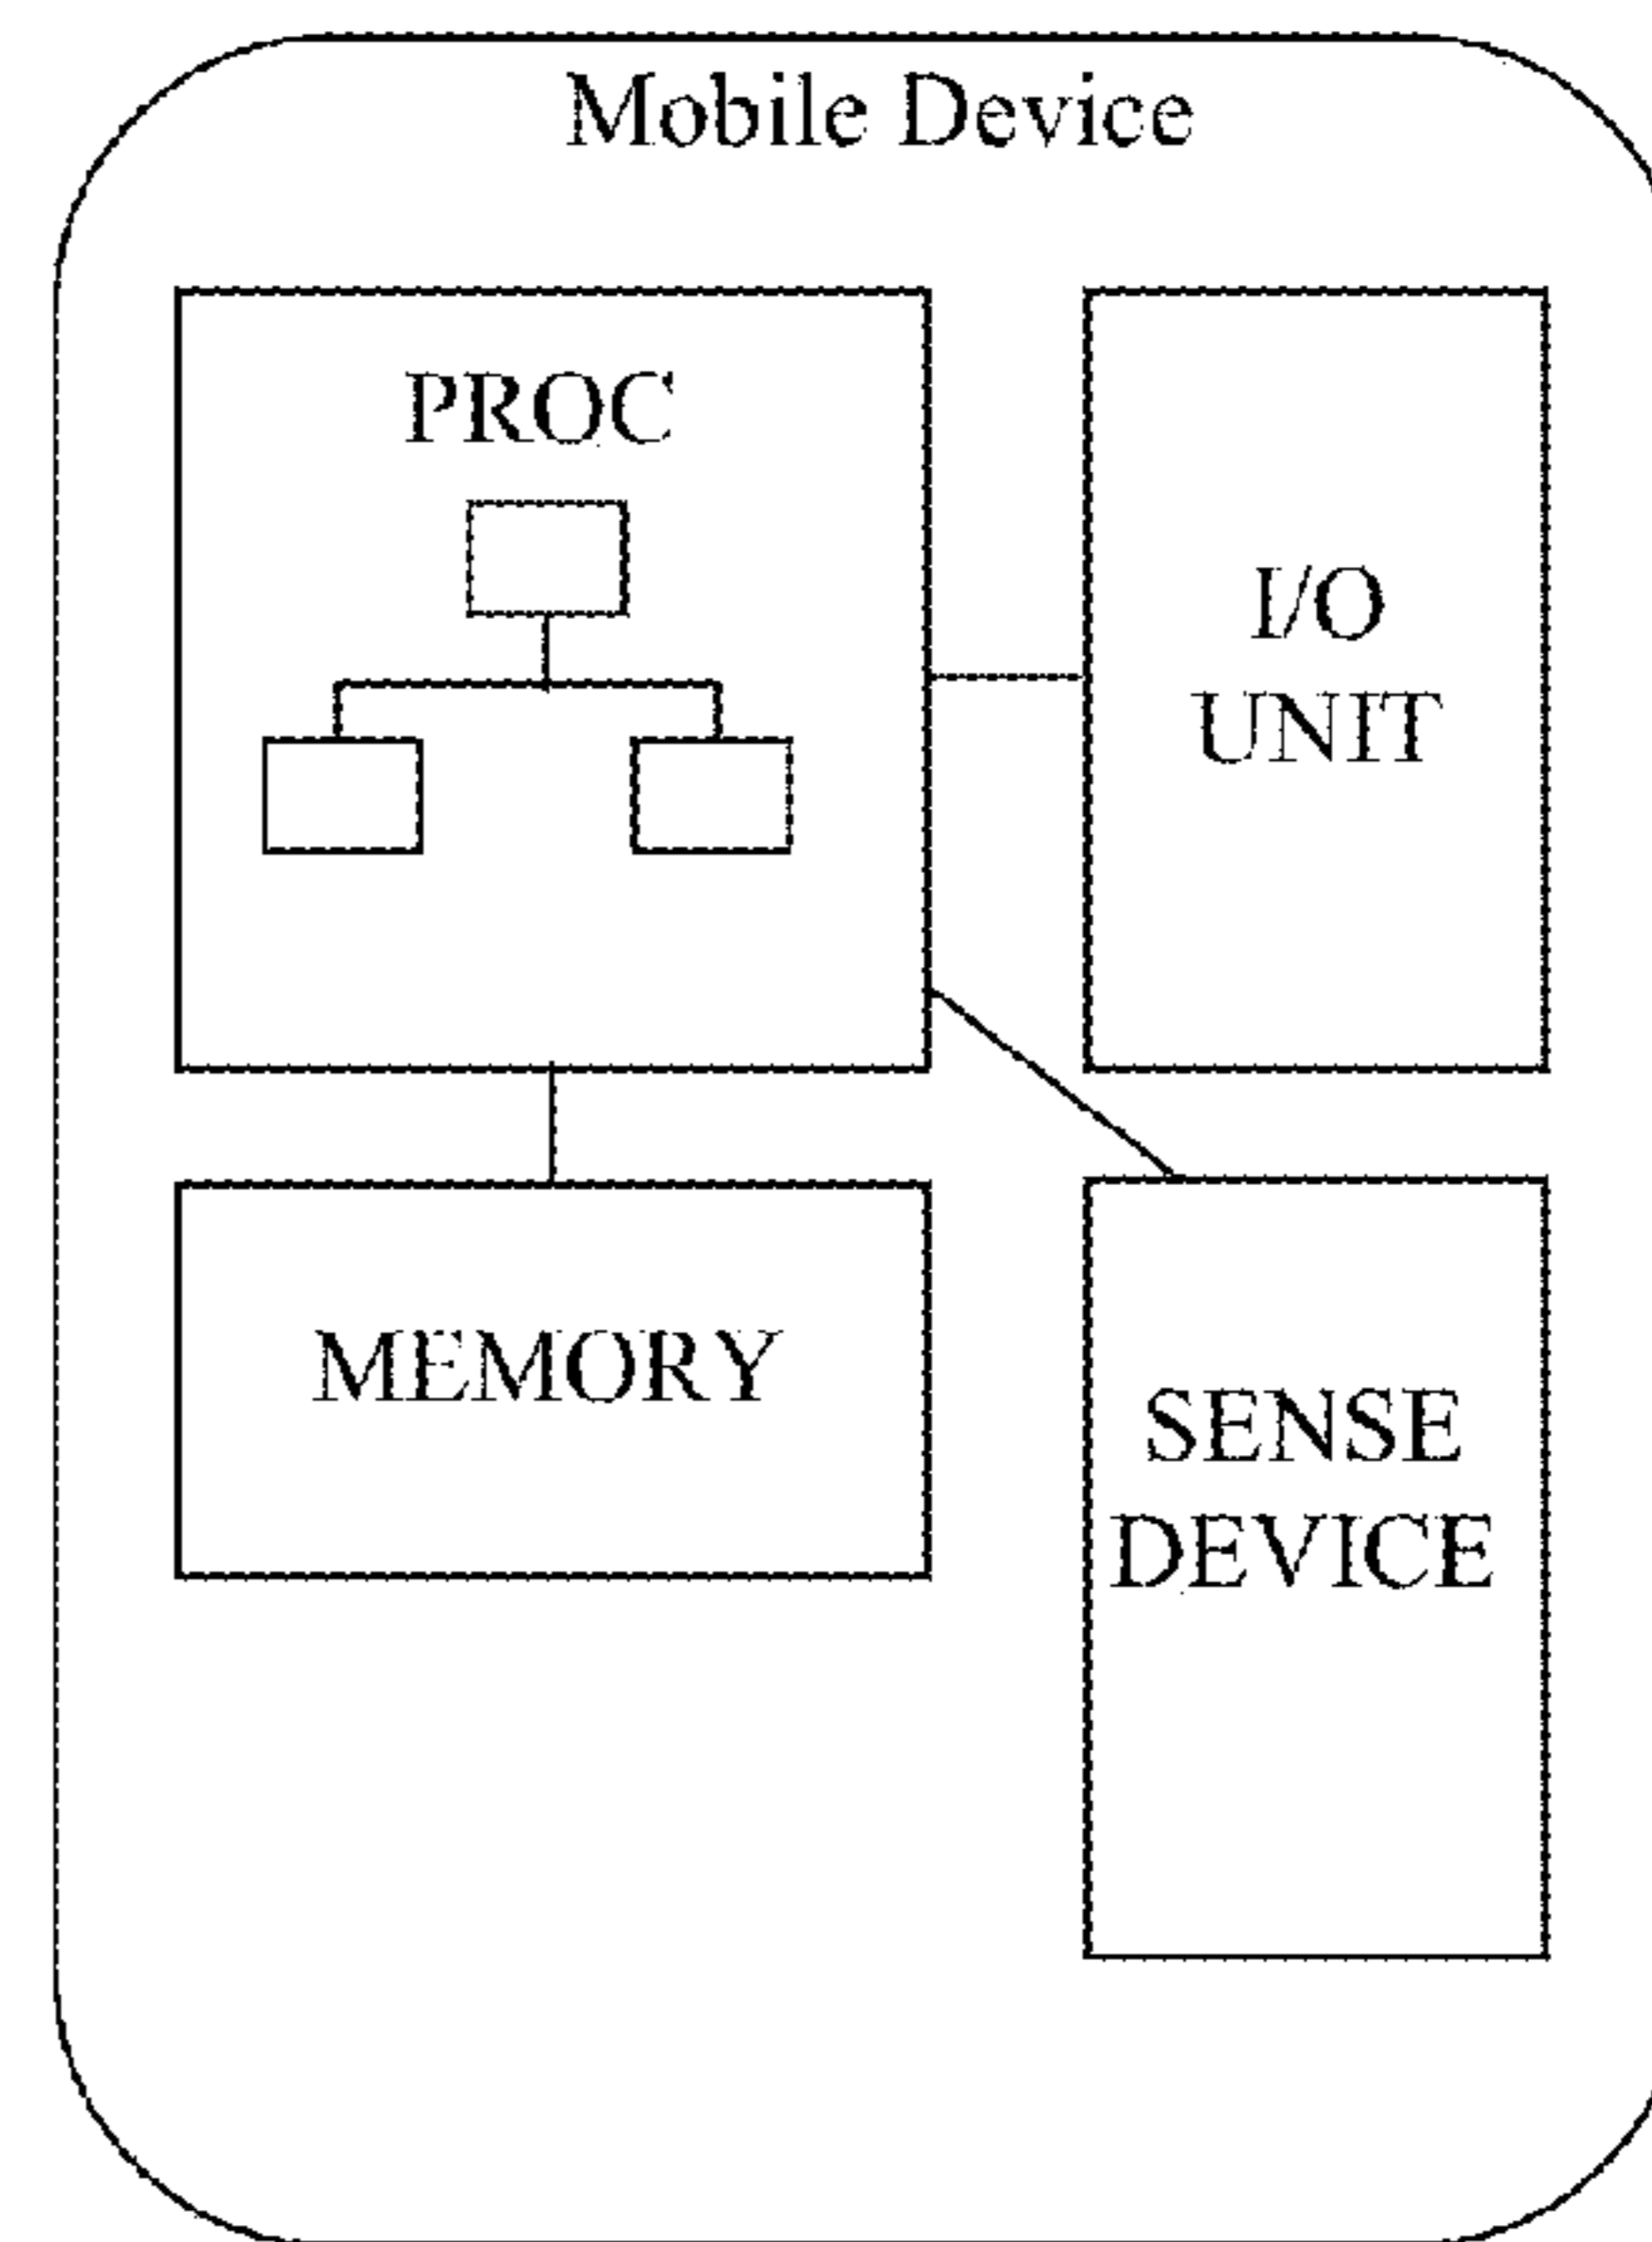 Mobile Device
PROC
I/O
UNIT
MEMORY
SENSE
DEVICE